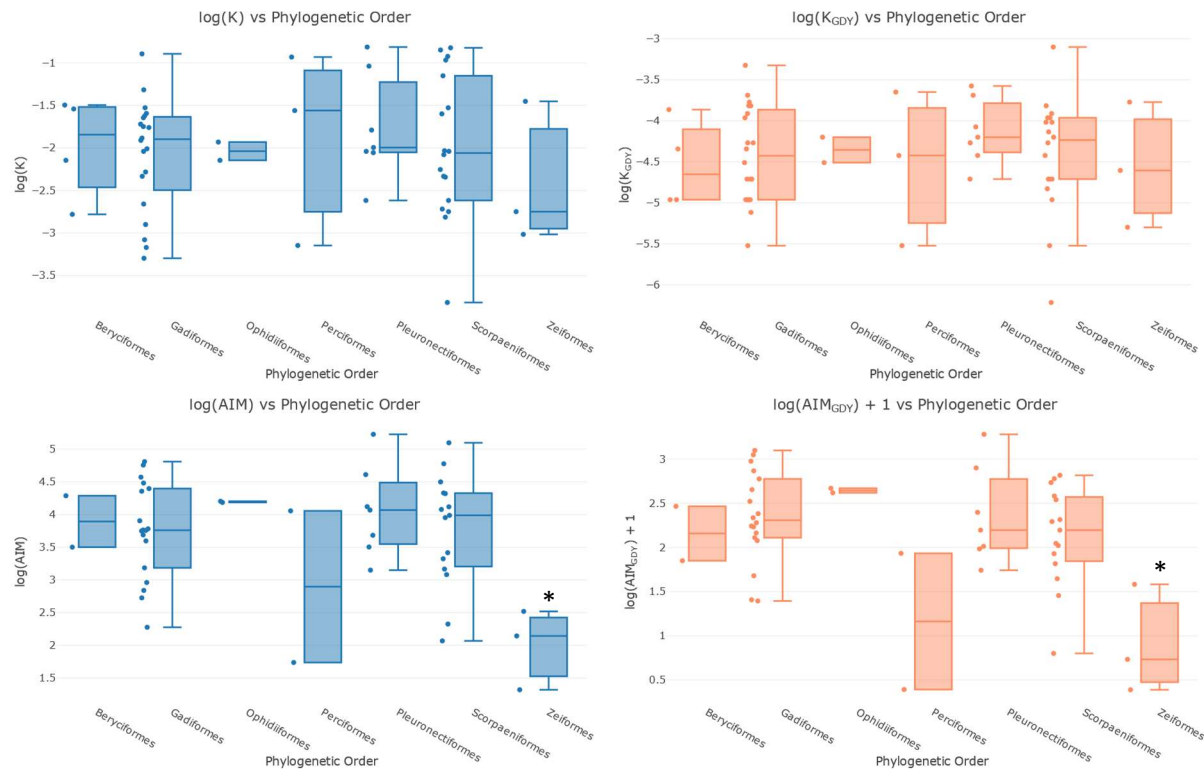 log(K) vs Phylogenetic Order
log(K)
−1
−1.5
−2
−2.5
−3
−3.5
Beryciformes
Gadiformes
Ophidiiformes
Perciformes
Pleuronectiformes
Scorpaeniformes
Zeiformes
Phylogenetic Order
log(K_GDY) vs Phylogenetic Order
log(K_GDY)
−3
−3.5
−4
−4.5
−5
−5.5
−6
Beryciformes
Gadiformes
Ophidiiformes
Perciformes
Pleuronectiformes
Scorpaeniformes
Zeiformes
Phylogenetic Order
log(AIM) vs Phylogenetic Order
log(AIM)
5
4.5
4
3.5
3
2.5
2
1.5
*
Beryciformes
Gadiformes
Ophidiiformes
Perciformes
Pleuronectiformes
Scorpaeniformes
Zeiformes
Phylogenetic Order
log(AIM_GDY) + 1 vs Phylogenetic Order
log(AIM_GDY) + 1
3
2.5
2
1.5
1
0.5
*
Beryciformes
Gadiformes
Ophidiiformes
Perciformes
Pleuronectiformes
Scorpaeniformes
Zeiformes
Phylogenetic Order